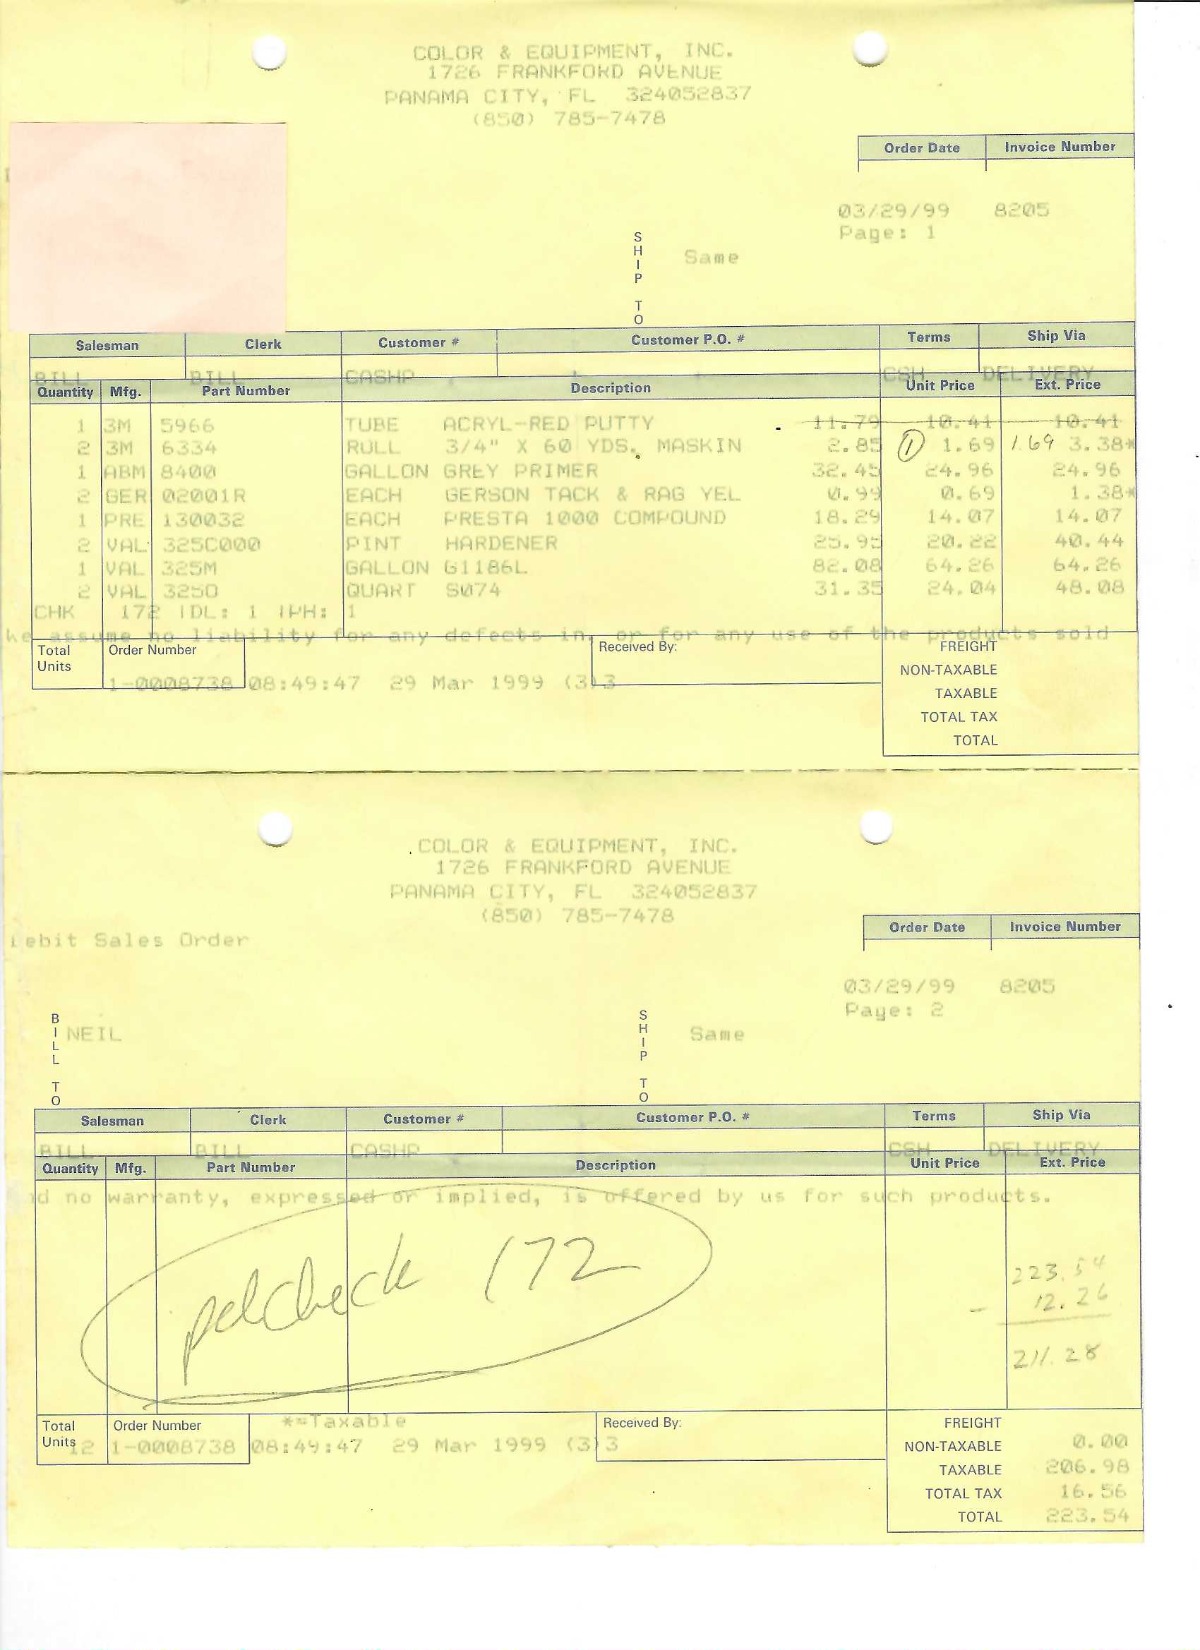 COLOR & EQUIPMENT, INC.
1726 FRANKFORD AVENUE
PANAMA CITY, FL 324052837
(850) 785-7478
Order Date Invoice Number
03/29/99 8205
Page: 1
SHIP TO
Same
Salesman Clerk Customer # Customer P.O. # Terms Ship Via
BILL BILL CASHP CSH DELIVERY
Quantity Mfg. Part Number Description Unit Price Ext. Price
1 3M 5966 TUBE ACRYL-RED PUTTY 11.79 10.41 10.41
2 3M 6334 RULL 3/4" X 60 YDS. MASKIN 2.85 1 1.69 1.69 3.38*
1 ABM 8400 GALLON GREY PRIMER 32.45 24.96 24.96
2 GER 02001R EACH GERSON TACK & RAG YEL 0.99 0.69 1.38*
1 PRE 130032 EACH PRESTA 1000 COMPOUND 18.29 14.07 14.07
2 VAL 325C000 PINT HARDENER 25.95 20.22 40.44
1 VAL 325M GALLON G1186L 82.08 64.26 64.26
2 VAL 325O QUART S074 31.35 24.04 48.08
CHK 172 IDL: 1 IPH: 1
he assume no liability for any defects in, or for any use of the products sold
Total Units Order Number Received By: FREIGHT
1-0008738 08:49:47 29 Mar 1999 (3)3 NON-TAXABLE
TAXABLE
TOTAL TAX
TOTAL
COLOR & EQUIPMENT, INC.
1726 FRANKFORD AVENUE
PANAMA CITY, FL 324052837
(850) 785-7478
Order Date Invoice Number
ebit Sales Order
03/29/99 8205
Page: 2
BILL TO
NEIL
SHIP TO
Same
Salesman Clerk Customer # Customer P.O. # Terms Ship Via
BILL BILL CASHP CSH DELIVERY
Quantity Mfg. Part Number Description Unit Price Ext. Price
d no warranty, expressed or implied, is offered by us for such products.
pd check 172
223.54
- 12.26
211.28
*=Taxable
Total Units Order Number Received By: FREIGHT 0.00
12 1-0008738 08:49:47 29 Mar 1999 (3)3 NON-TAXABLE
TAXABLE 206.98
TOTAL TAX 16.56
TOTAL 223.54